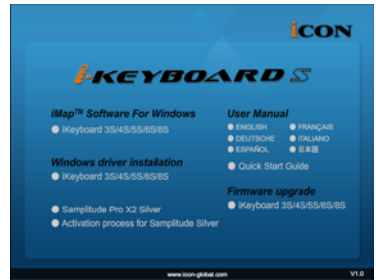 iCON
i-KEYBOARD S
iMap™ Software For Windows
iKeyboard 3S/4S/5S/6S/8S
Windows driver installation
iKeyboard 3S/4S/5S/6S/8S
Samplitude Pro X2 Silver
Activation process for Samplitude Silver
User Manual
ENGLISH FRANÇAIS
DEUTSCHE ITALIANO
ESPAÑOL 日本語
Quick Start Guide
Firmware upgrade
iKeyboard 3S/4S/5S/6S/8S
www.icon-global.com V1.0